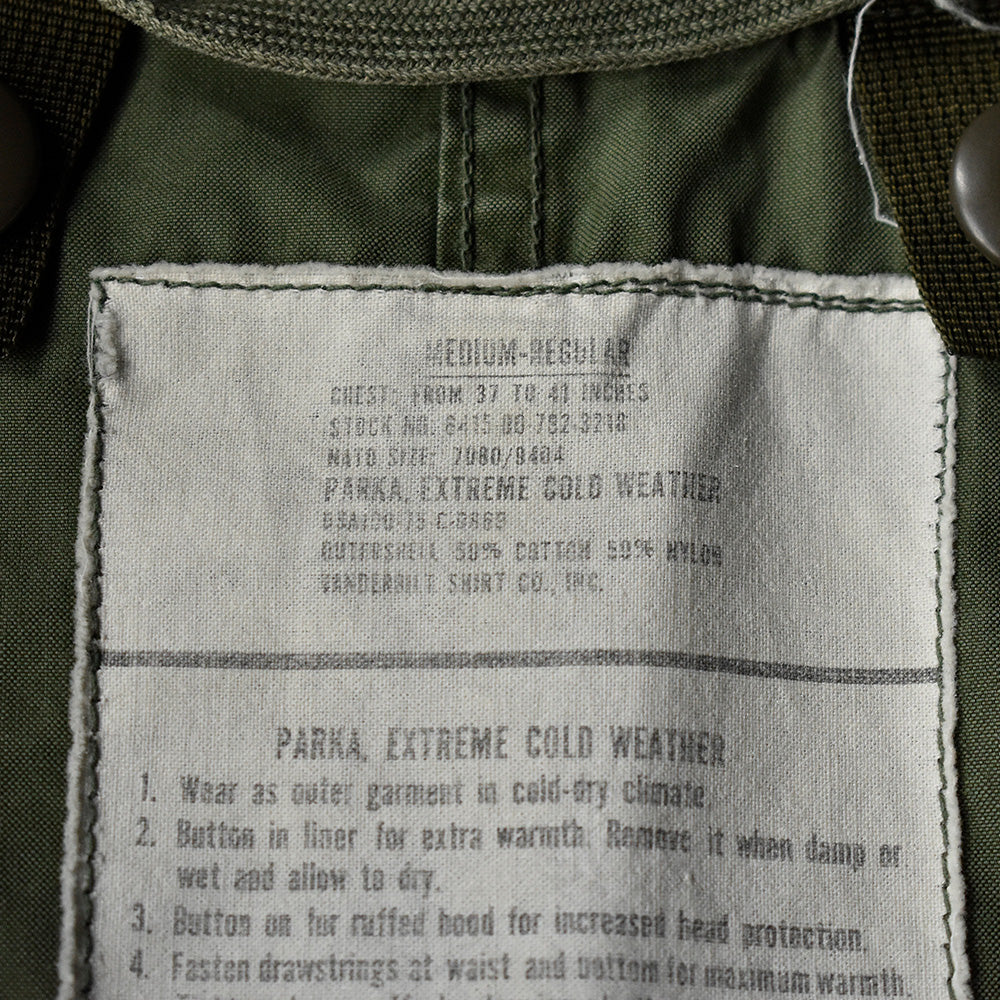 MEDIUM-REGULAR
CHEST: FROM 37 TO 41 INCHES
STOCK NO. 8415-00-782-3218
NATO SIZE: 7080/9404
PARKA, EXTREME COLD WEATHER
OUTERSHELL 50% COTTON 50% NYLON
VANDERBILT SHIRT CO., INC.
PARKA, EXTREME COLD WEATHER
1. Wear as outer garment in cold-dry climate.
2. Button in liner for extra warmth. Remove it when damp or
wet and allow to dry.
3. Button on fur ruffed hood for increased head protection.
4. Fasten drawstrings at waist and bottom for maximum warmth.